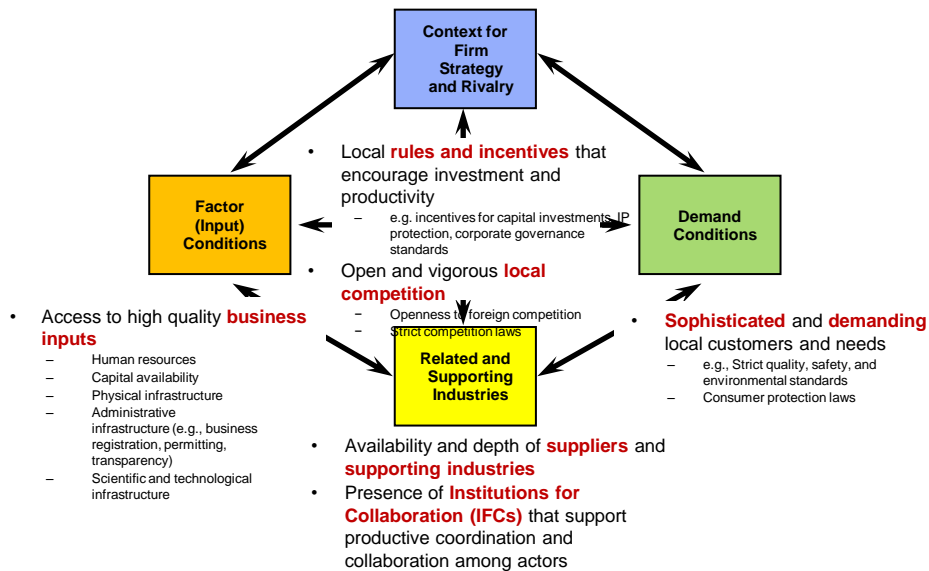 Context for
Firm
Strategy
and Rivalry
• Local rules and incentives that
encourage investment and
productivity
– e.g. incentives for capital investments, IP
protection, corporate governance
standards
• Open and vigorous local
competition
– Openness to foreign competition
– Strict competition laws
Factor
(Input)
Conditions
Demand
Conditions
• Access to high quality business
inputs
– Human resources
– Capital availability
– Physical infrastructure
– Administrative
infrastructure (e.g., business
registration, permitting,
transparency)
– Scientific and technological
infrastructure
• Sophisticated and demanding
local customers and needs
– e.g., Strict quality, safety, and
environmental standards
– Consumer protection laws
Related and
Supporting
Industries
• Availability and depth of suppliers and
supporting industries
• Presence of Institutions for
Collaboration (IFCs) that support
productive coordination and
collaboration among actors